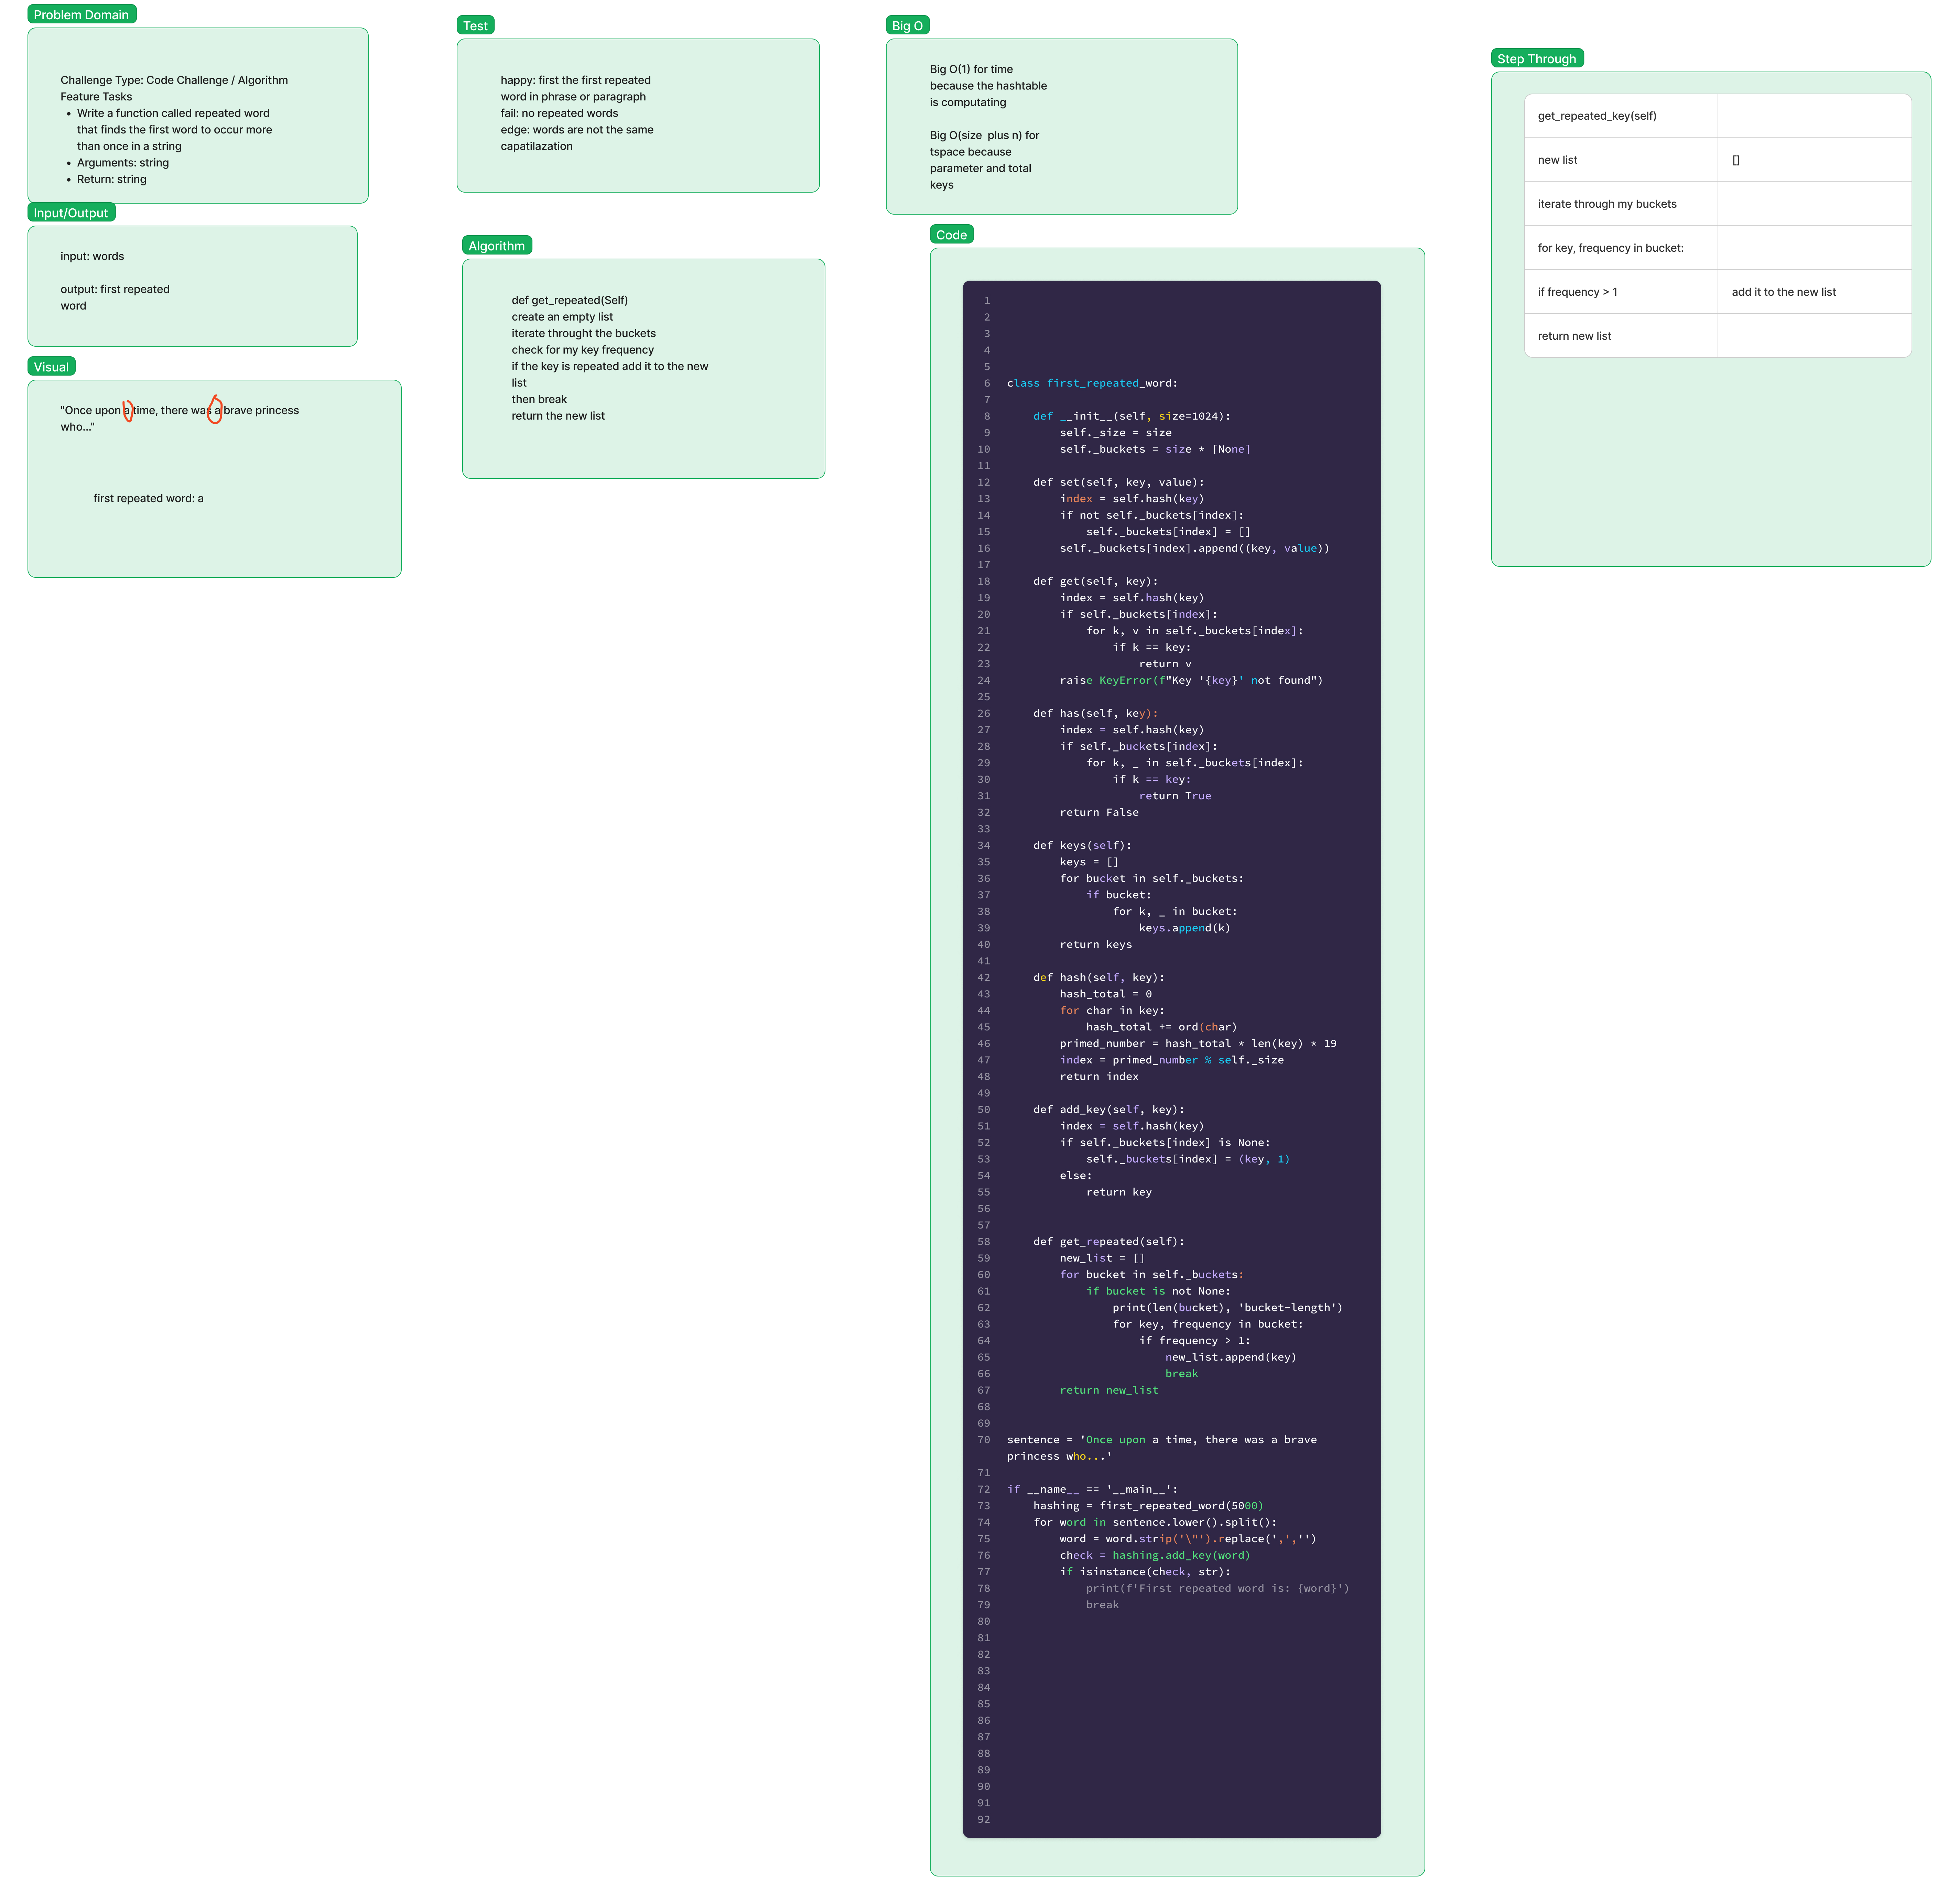 Problem Domain
Challenge Type: Code Challenge / Algorithm
Feature Tasks
• Write a function called repeated word
that finds the first word to occur more
than once in a string
• Arguments: string
• Return: string
Input/Output
input: words
output: first repeated
word
Visual
"Once upon a time, there was a brave princess
who..."
first repeated word: a
Test
happy: first the first repeated
word in phrase or paragraph
fail: no repeated words
edge: words are not the same
capatilazation
Algorithm
def get_repeated(Self)
create an empty list
iterate throught the buckets
check for my key frequency
if the key is repeated add it to the new
list
then break
return the new list
Big O
Big O(1) for time
because the hashtable
is computating
Big O(size  plus n) for
tspace because
parameter and total
keys
Code
1
2
3
4
5
6 class first_repeated_word:
7
8     def __init__(self, size=1024):
9         self._size = size
10         self._buckets = size * [None]
11
12     def set(self, key, value):
13         index = self.hash(key)
14         if not self._buckets[index]:
15             self._buckets[index] = []
16         self._buckets[index].append((key, value))
17
18     def get(self, key):
19         index = self.hash(key)
20         if self._buckets[index]:
21             for k, v in self._buckets[index]:
22                 if k == key:
23                     return v
24         raise KeyError(f"Key '{key}' not found")
25
26     def has(self, key):
27         index = self.hash(key)
28         if self._buckets[index]:
29             for k, _ in self._buckets[index]:
30                 if k == key:
31                     return True
32         return False
33
34     def keys(self):
35         keys = []
36         for bucket in self._buckets:
37             if bucket:
38                 for k, _ in bucket:
39                     keys.append(k)
40         return keys
41
42     def hash(self, key):
43         hash_total = 0
44         for char in key:
45             hash_total += ord(char)
46         primed_number = hash_total * len(key) * 19
47         index = primed_number % self._size
48         return index
49
50     def add_key(self, key):
51         index = self.hash(key)
52         if self._buckets[index] is None:
53             self._buckets[index] = (key, 1)
54         else:
55             return key
56
57
58     def get_repeated(self):
59         new_list = []
60         for bucket in self._buckets:
61             if bucket is not None:
62                 print(len(bucket), 'bucket-length')
63                 for key, frequency in bucket:
64                     if frequency > 1:
65                         new_list.append(key)
66                         break
67         return new_list
68
69
70 sentence = 'Once upon a time, there was a brave
princess who...'
71
72 if __name__ == '__main__':
73     hashing = first_repeated_word(5000)
74     for word in sentence.lower().split():
75         word = word.strip('\"').replace(',','')
76         check = hashing.add_key(word)
77         if isinstance(check, str):
78             print(f'First repeated word is: {word}')
79             break
80
81
82
83
84
85
86
87
88
89
90
91
92
Step Through
get_repeated_key(self)
new list []
iterate through my buckets
for key, frequency in bucket:
if frequency > 1 add it to the new list
return new list